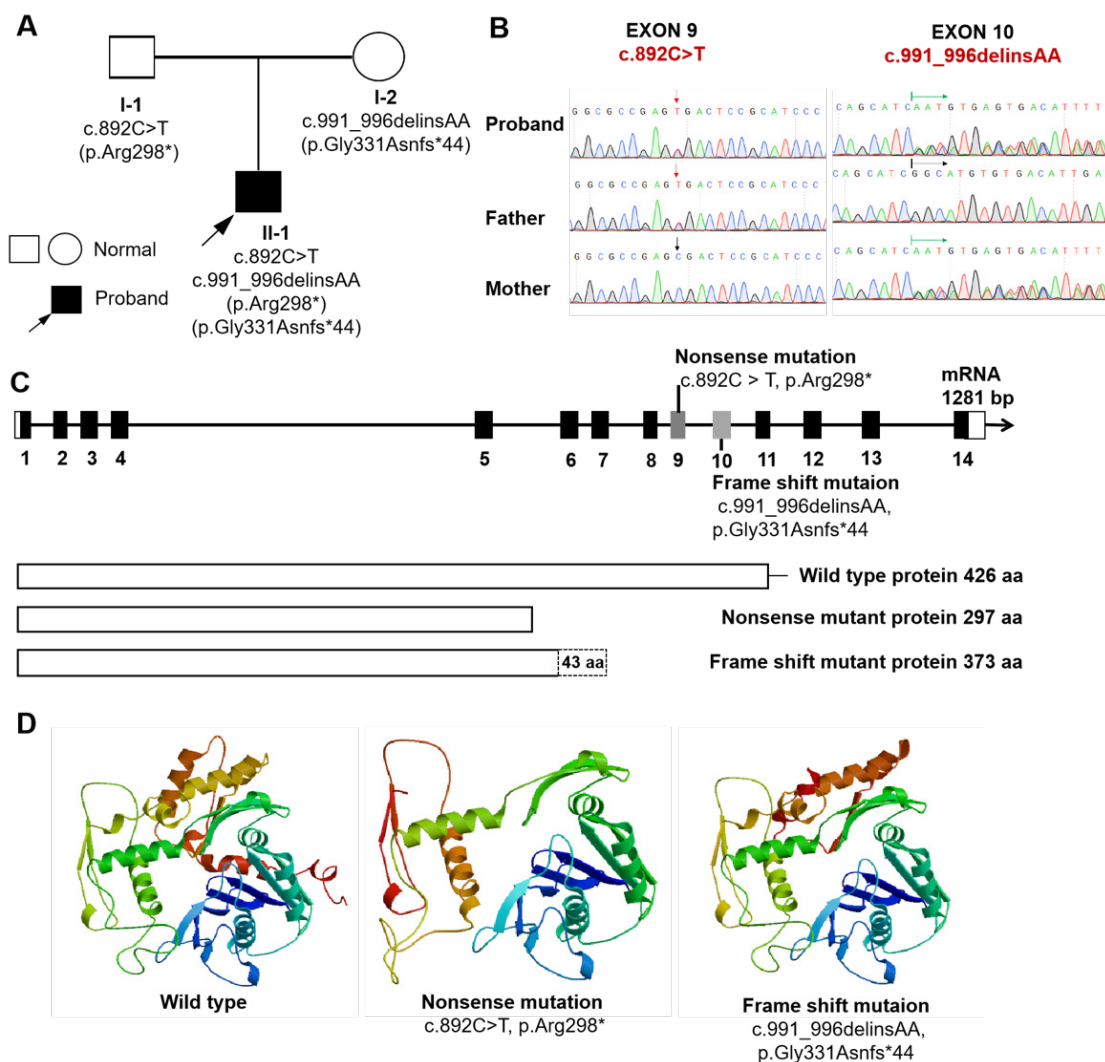 A
I-1
c.892C>T
(p.Arg298*)
I-2
c.991_996delinsAA
(p.Gly331Asnfs*44)
II-1
c.892C>T
c.991_996delinsAA
(p.Arg298*)
(p.Gly331Asnfs*44)
Normal
Proband
B
EXON 9
c.892C>T
EXON 10
c.991_996delinsAA
Proband
G G C G C C G A G T G A C T C C G C A T C C C
C A G C A T C A A T G T G A G T G A C A T T T T
Father
G G C G C C G A G T G A C T C C G C A T C C C
C A G C A T C G G C A T G T G T G A C A T T G A
Mother
G G C G C C G A G C G A C T C C G C A T C C C
C A G C A T C A A T G T G A G T G A C A T T T T
C
Nonsense mutation
c.892C > T, p.Arg298*
mRNA
1281 bp
1 2 3 4 5 6 7 8 9 10 11 12 13 14
Frame shift mutaion
c.991_996delinsAA,
p.Gly331Asnfs*44
Wild type protein 426 aa
Nonsense mutant protein 297 aa
43 aa
Frame shift mutant protein 373 aa
D
Wild type
Nonsense mutation
c.892C>T, p.Arg298*
Frame shift mutaion
c.991_996delinsAA,
p.Gly331Asnfs*44